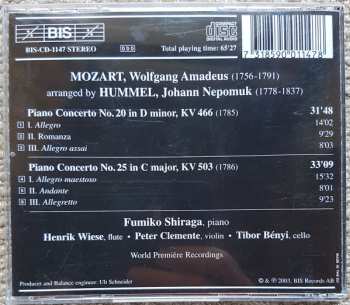 BIS
COMPACT
disc
DIGITAL AUDIO
BIS-CD-1147 STEREO
D D D
Total playing time: 65'27
7 318590 011478
MOZART, Wolfgang Amadeus (1756-1791)
arranged by HUMMEL, Johann Nepomuk (1778-1837)
Piano Concerto No. 20 in D minor, KV 466 (1785) 31'48
1 I. Allegro 14'02
2 II. Romanza 9'29
3 III. Allegro assai 8'03
Piano Concerto No. 25 in C major, KV 503 (1786) 33'09
4 I. Allegro maestoso 15'32
5 II. Andante 8'01
6 III. Allegretto 9'23
Fumiko Shiraga, piano
Henrik Wiese, flute · Peter Clemente, violin · Tibor Bényi, cello
World Première Recordings
Producer and Balance engineer: Uli Schneider
© & ℗ 2003, BIS Records AB